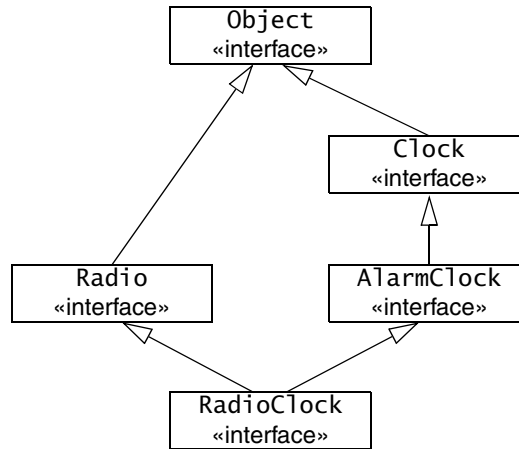 Object
«interface»
Clock
«interface»
Radio
«interface»
AlarmClock
«interface»
RadioClock
«interface»